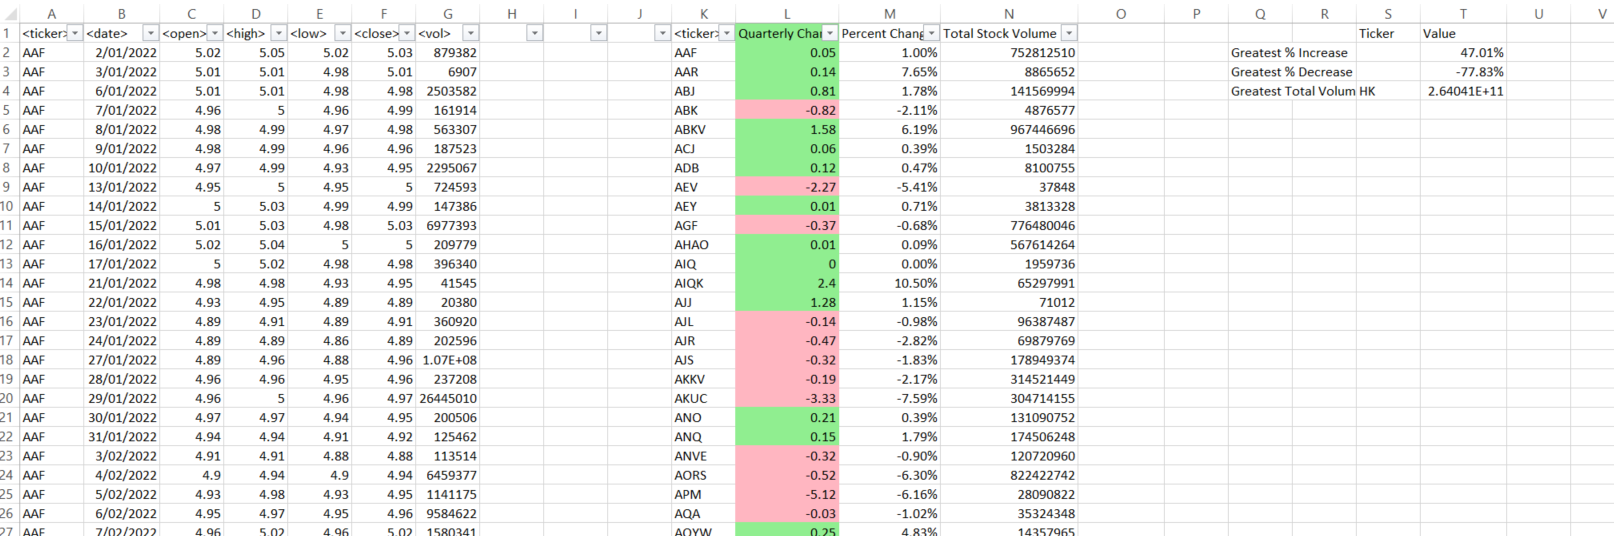 A B C D E F G H I J K L M N O P Q R S T U V
1 <ticker> <date> <open> <high> <low> <close> <vol> <ticker> Quarterly Chan Percent Chang Total Stock Volume Ticker Value
2 AAF 2/01/2022 5.02 5.05 5.02 5.03 879382 AAF 0.05 1.00% 752812510 Greatest % Increase 47.01%
3 AAF 3/01/2022 5.01 5.01 4.98 5.01 6907 AAR 0.14 7.65% 8865652 Greatest % Decrease -77.83%
4 AAF 6/01/2022 5.01 5.01 4.98 4.98 2503582 ABJ 0.81 1.78% 141569994 Greatest Total Volum HK 2.64041E+11
5 AAF 7/01/2022 4.96 5 4.96 4.99 161914 ABK -0.82 -2.11% 4876577
6 AAF 8/01/2022 4.98 4.99 4.97 4.98 563307 ABKV 1.58 6.19% 967446696
7 AAF 9/01/2022 4.98 4.99 4.96 4.96 187523 ACJ 0.06 0.39% 1503284
8 AAF 10/01/2022 4.97 4.99 4.93 4.95 2295067 ADB 0.12 0.47% 8100755
9 AAF 13/01/2022 4.95 5 4.95 5 724593 AEV -2.27 -5.41% 37848
10 AAF 14/01/2022 5 5.03 4.99 4.99 147386 AEY 0.01 0.71% 3813328
11 AAF 15/01/2022 5.01 5.03 4.98 5.03 6977393 AGF -0.37 -0.68% 776480046
12 AAF 16/01/2022 5.02 5.04 5 5 209779 AHAO 0.01 0.09% 567614264
13 AAF 17/01/2022 5 5.02 4.98 4.98 396340 AIQ 0 0.00% 1959736
14 AAF 21/01/2022 4.98 4.98 4.93 4.95 41545 AIQK 2.4 10.50% 65297991
15 AAF 22/01/2022 4.93 4.95 4.89 4.89 20380 AJJ 1.28 1.15% 71012
16 AAF 23/01/2022 4.89 4.91 4.89 4.91 360920 AJL -0.14 -0.98% 96387487
17 AAF 24/01/2022 4.89 4.89 4.86 4.89 202596 AJR -0.47 -2.82% 69879769
18 AAF 27/01/2022 4.89 4.96 4.88 4.96 1.07E+08 AJS -0.32 -1.83% 178949374
19 AAF 28/01/2022 4.96 4.96 4.95 4.96 237208 AKKV -0.19 -2.17% 314521449
20 AAF 29/01/2022 4.96 5 4.96 4.97 26445010 AKUC -3.33 -7.59% 304714155
21 AAF 30/01/2022 4.97 4.97 4.94 4.95 200506 ANO 0.21 0.39% 131090752
22 AAF 31/01/2022 4.94 4.94 4.91 4.92 125462 ANQ 0.15 1.79% 174506248
23 AAF 3/02/2022 4.91 4.91 4.88 4.88 113514 ANVE -0.32 -0.90% 120720960
24 AAF 4/02/2022 4.9 4.94 4.9 4.94 6459377 AORS -0.52 -6.30% 822422742
25 AAF 5/02/2022 4.93 4.98 4.93 4.95 1141175 APM -5.12 -6.16% 28090822
26 AAF 6/02/2022 4.95 4.97 4.95 4.96 9584622 AQA -0.03 -1.02% 35324348
27 AAF 7/02/2022 4.96 5.02 4.96 5.02 1580341 AQYW 0.25 4.83% 14357965